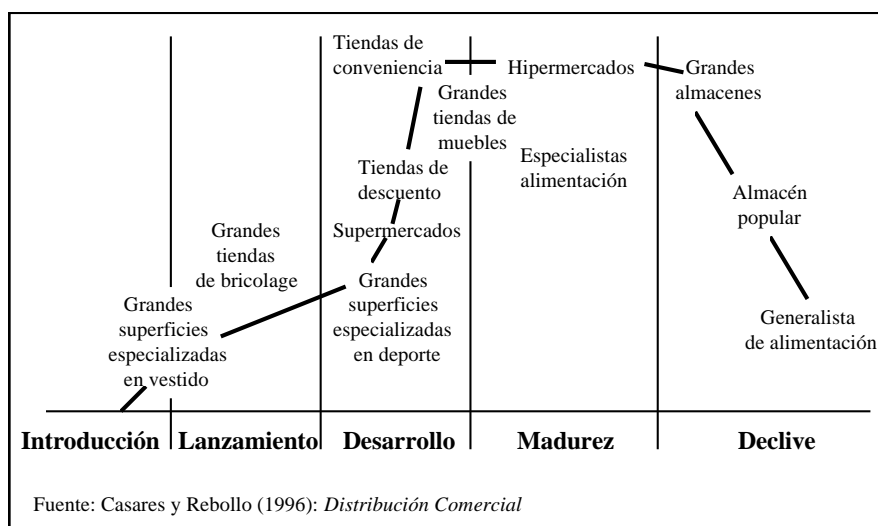 Tiendas de
conveniencia
Hipermercados
Grandes
almacenes
Grandes
tiendas de
muebles
Especialistas
alimentación
Tiendas de
descuento
Almacén
popular
Grandes
tiendas
de bricolage
Supermercados
Grandes
superficies
especializadas
en vestido
Grandes
superficies
especializadas
en deporte
Generalista
de alimentación
Introducción
Lanzamiento
Desarrollo
Madurez
Declive
Fuente: Casares y Rebollo (1996): Distribución Comercial